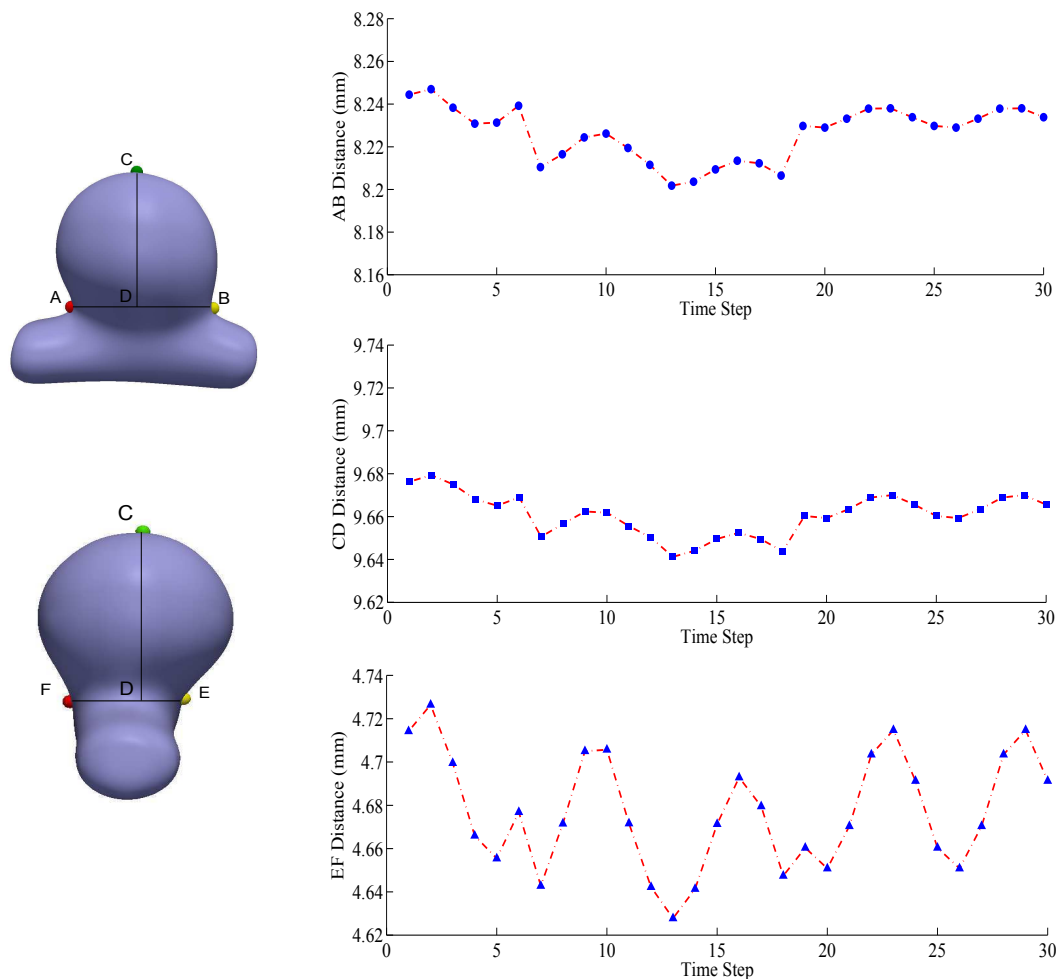 C
A
D
B
C
F
D
E
8.28
8.26
8.24
8.22
8.2
8.18
8.16
AB Distance (mm)
0 5 10 15 20 25 30
Time Step
9.74
9.72
9.7
9.68
9.66
9.64
9.62
CD Distance (mm)
0 5 10 15 20 25 30
Time Step
4.74
4.72
4.7
4.68
4.66
4.64
4.62
EF Distance (mm)
0 5 10 15 20 25 30
Time Step